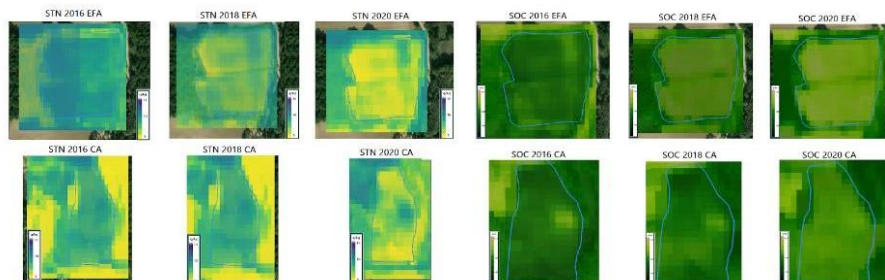 STN 2016 EFA
STN 2018 EFA
STN 2020 EFA
SOC 2016 EFA
SOC 2018 EFA
SOC 2020 EFA
STN 2016 CA
STN 2018 CA
STN 2020 CA
SOC 2016 CA
SOC 2018 CA
SOC 2020 CA